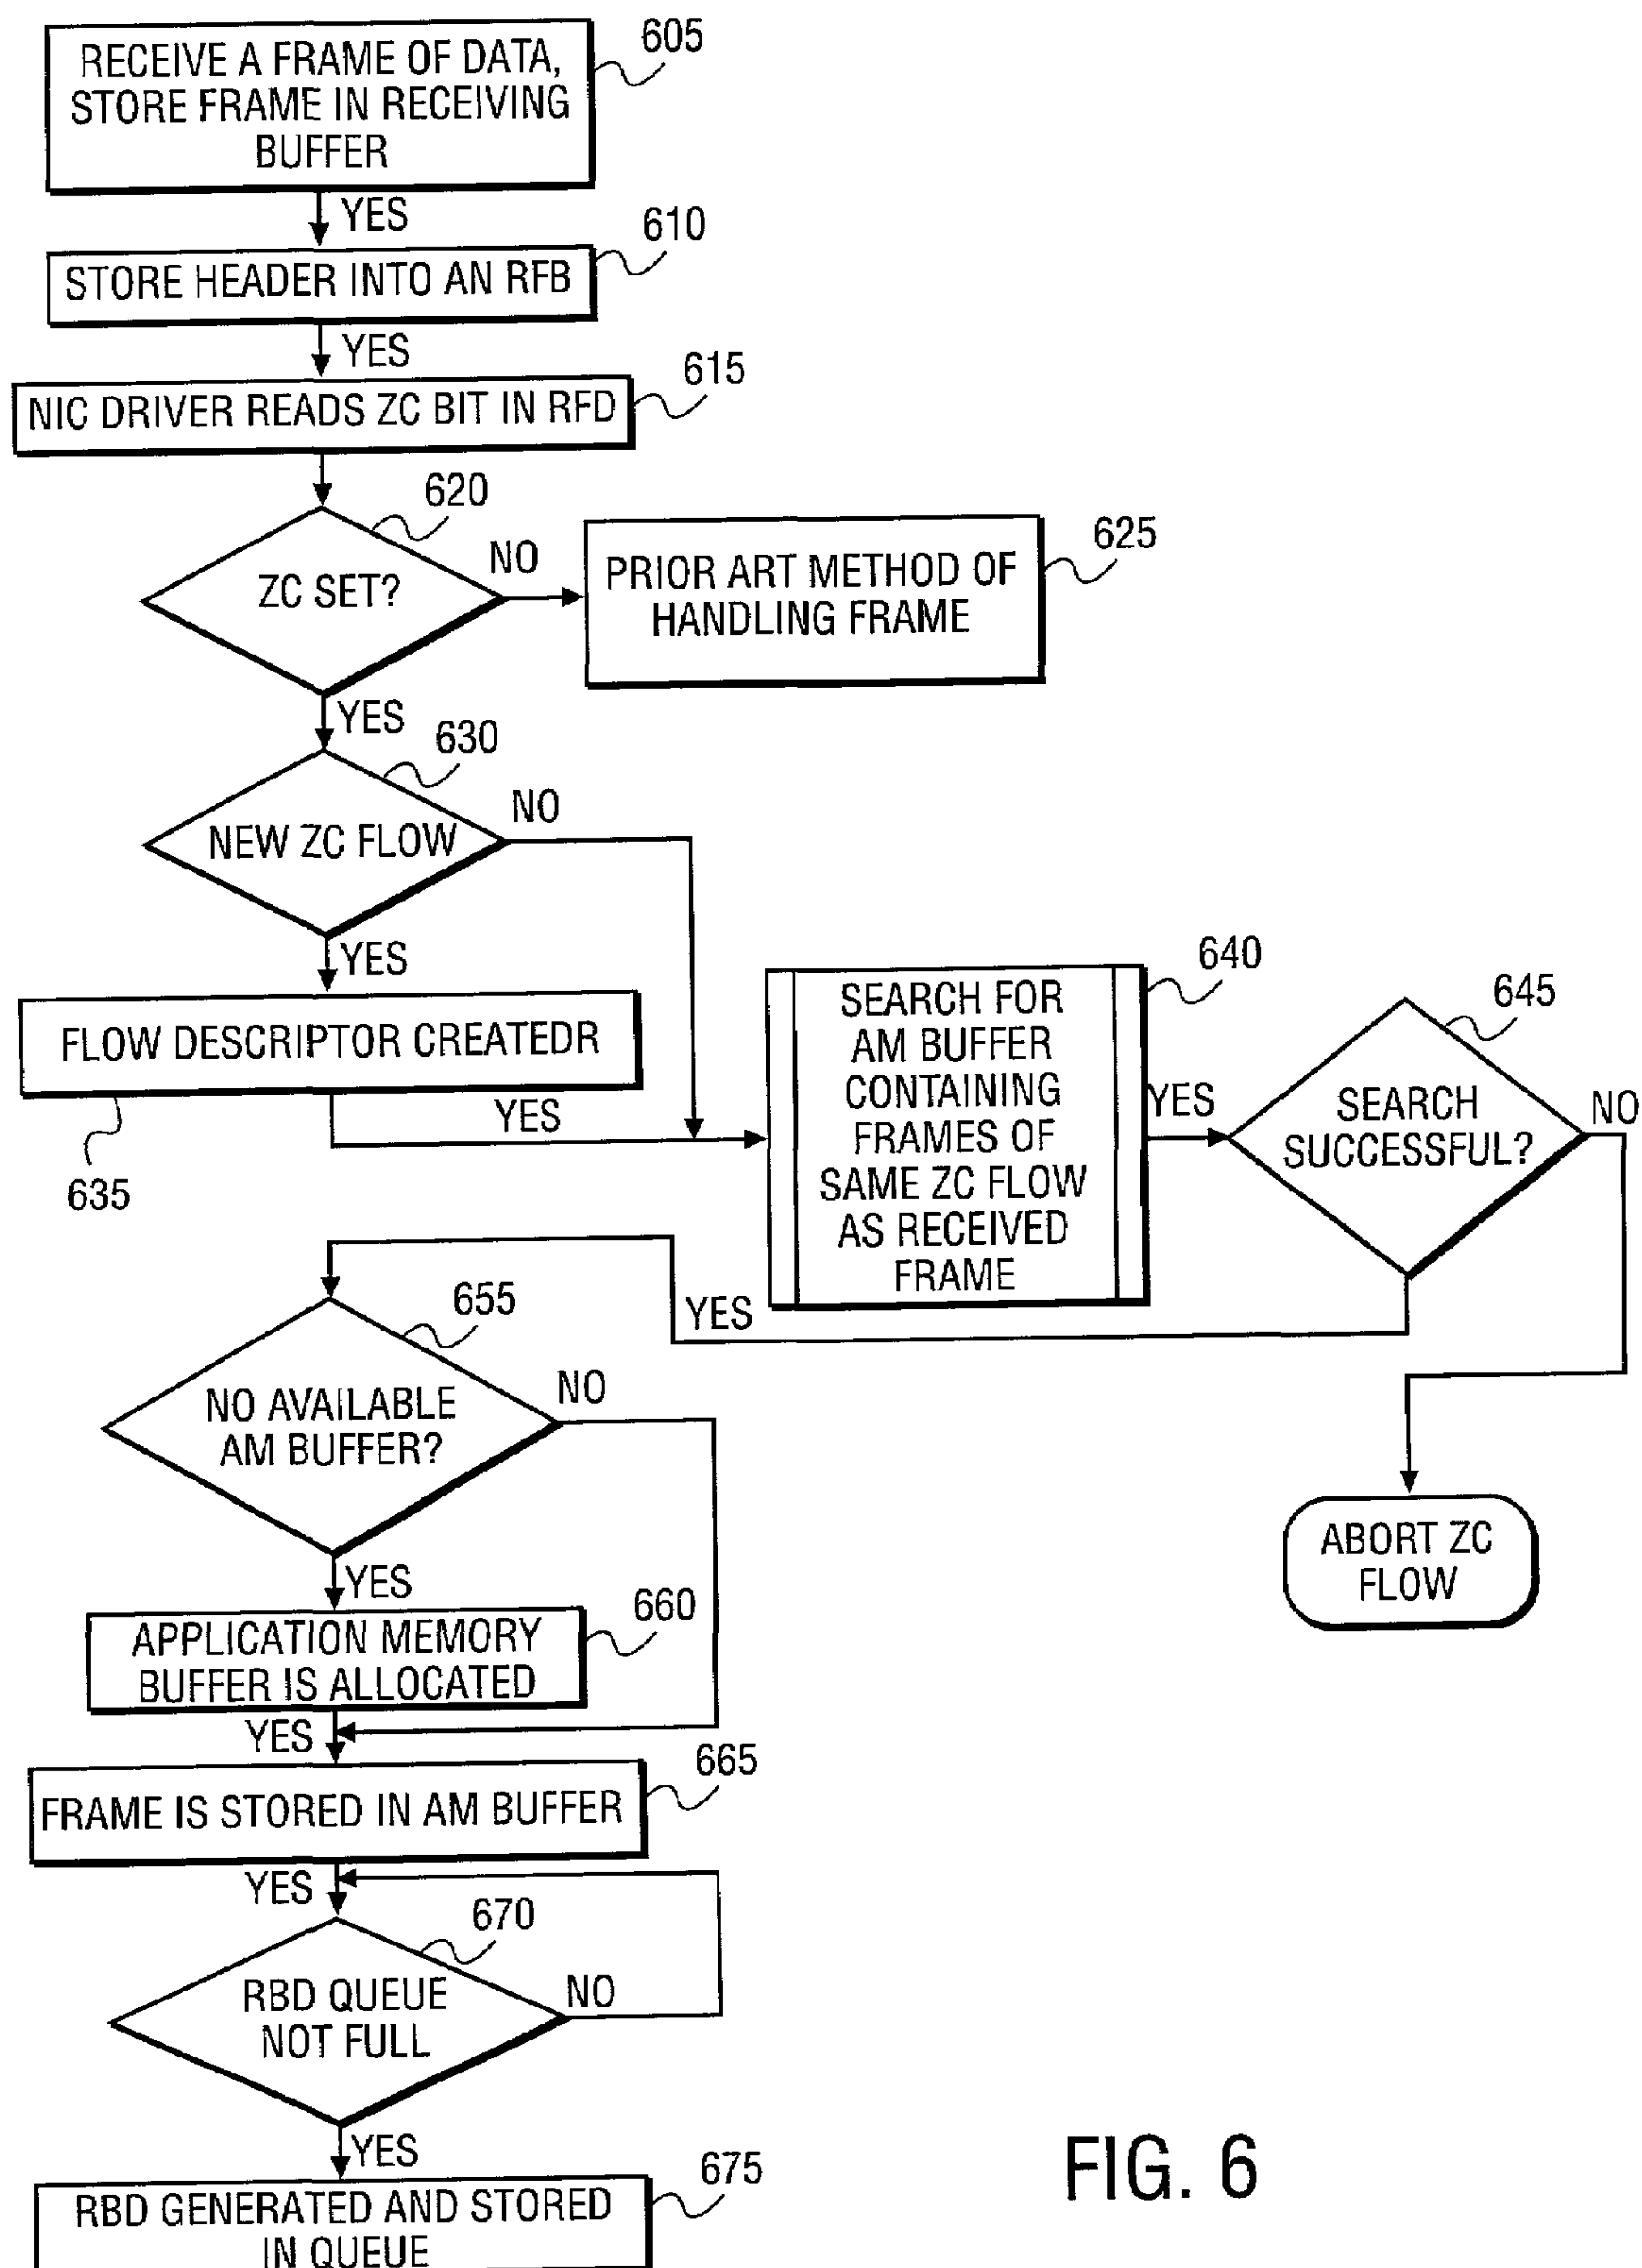 605
RECEIVE A FRAME OF DATA,
STORE FRAME IN RECEIVING
BUFFER
YES
610
STORE HEADER INTO AN RFB
YES
615
NIC DRIVER READS ZC BIT IN RFD
620
ZC SET?
NO
625
PRIOR ART METHOD OF
HANDLING FRAME
YES
630
NEW ZC FLOW
NO
YES
FLOW DESCRIPTOR CREATEDR
YES
635
640
SEARCH FOR
AM BUFFER
CONTAINING
FRAMES OF
SAME ZC FLOW
AS RECEIVED
FRAME
YES
645
SEARCH
SUCCESSFUL?
NO
YES
655
NO AVAILABLE
AM BUFFER?
NO
ABORT ZC
FLOW
YES
660
APPLICATION MEMORY
BUFFER IS ALLOCATED
YES
665
FRAME IS STORED IN AM BUFFER
YES
670
RBD QUEUE
NOT FULL
NO
YES
675
RBD GENERATED AND STORED
IN QUEUE
FIG. 6